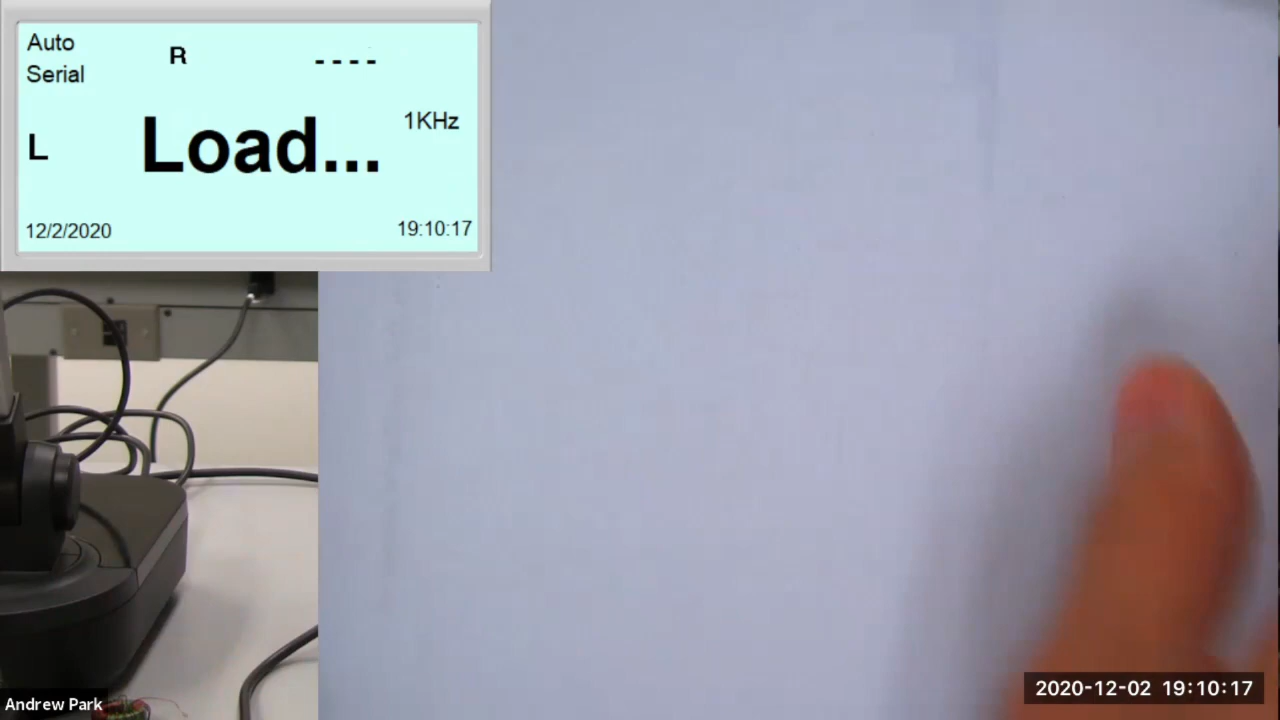 Auto
Serial
R
----
1KHz
L
Load...
12/2/2020
19:10:17
Andrew Park
2020-12-02 19:10:17